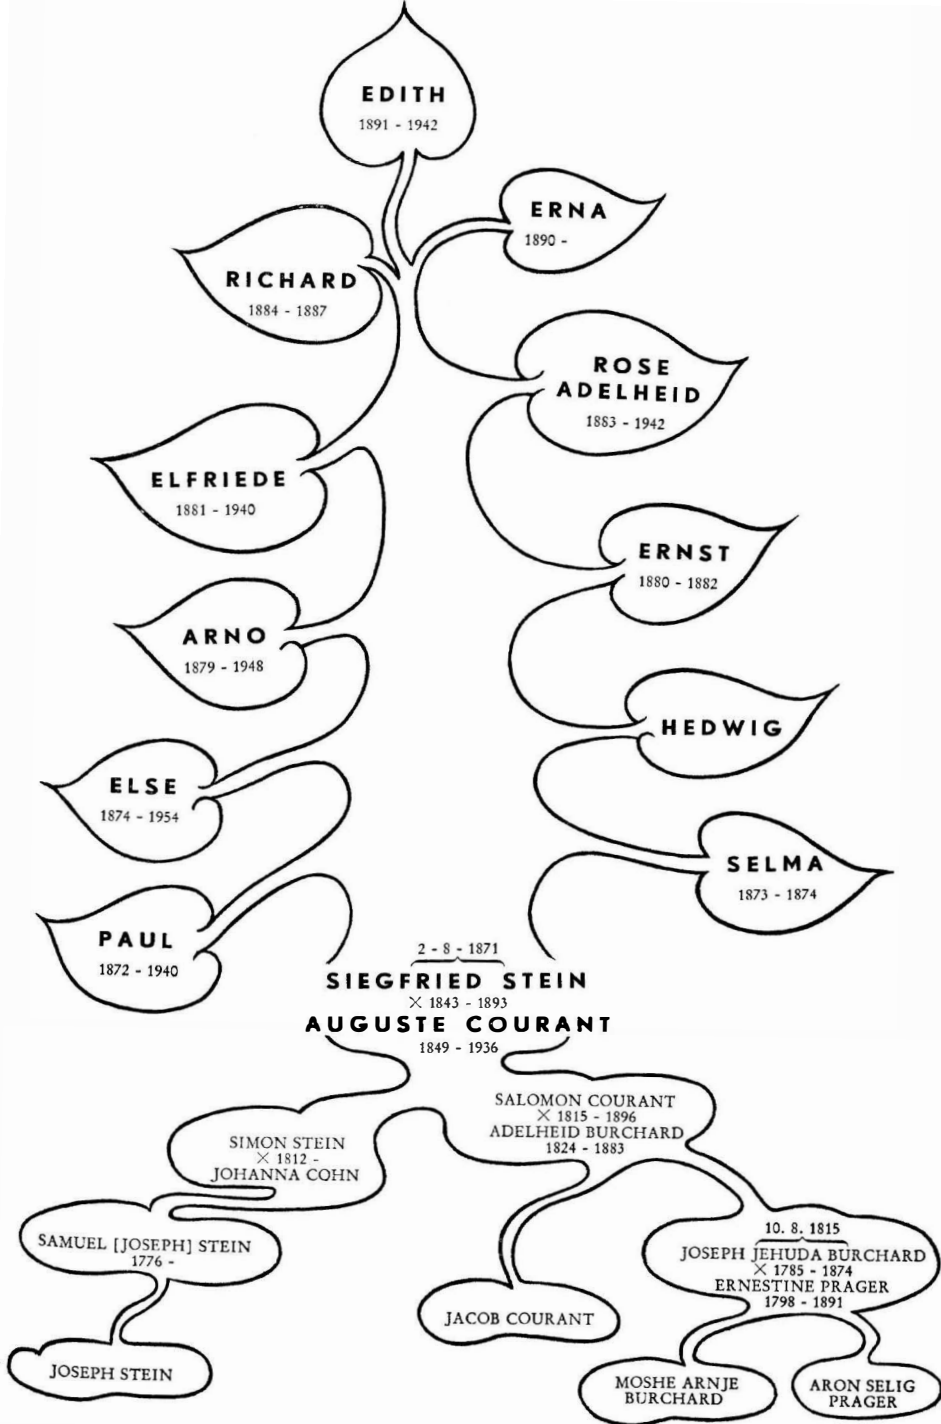 EDITH
1891 - 1942
ERNA
1890 -
RICHARD
1884 - 1887
ROSE
ADELHEID
1883 - 1942
ELFRIEDE
1881 - 1940
ERNST
1880 - 1882
ARNO
1879 - 1948
HEDWIG
ELSE
1874 - 1954
SELMA
1873 - 1874
PAUL
1872 - 1940
2 - 8 - 1871
SIEGFRIED STEIN
× 1843 - 1893
AUGUSTE COURANT
1849 - 1936
SALOMON COURANT
× 1815 - 1896
ADELHEID BURCHARD
1824 - 1883
SIMON STEIN
× 1812 -
JOHANNA COHN
SAMUEL [JOSEPH] STEIN
1776 -
10. 8. 1815
JOSEPH JEHUDA BURCHARD
× 1785 - 1874
ERNESTINE PRAGER
1798 - 1891
JACOB COURANT
JOSEPH STEIN
MOSHE ARNJE
BURCHARD
ARON SELIG
PRAGER